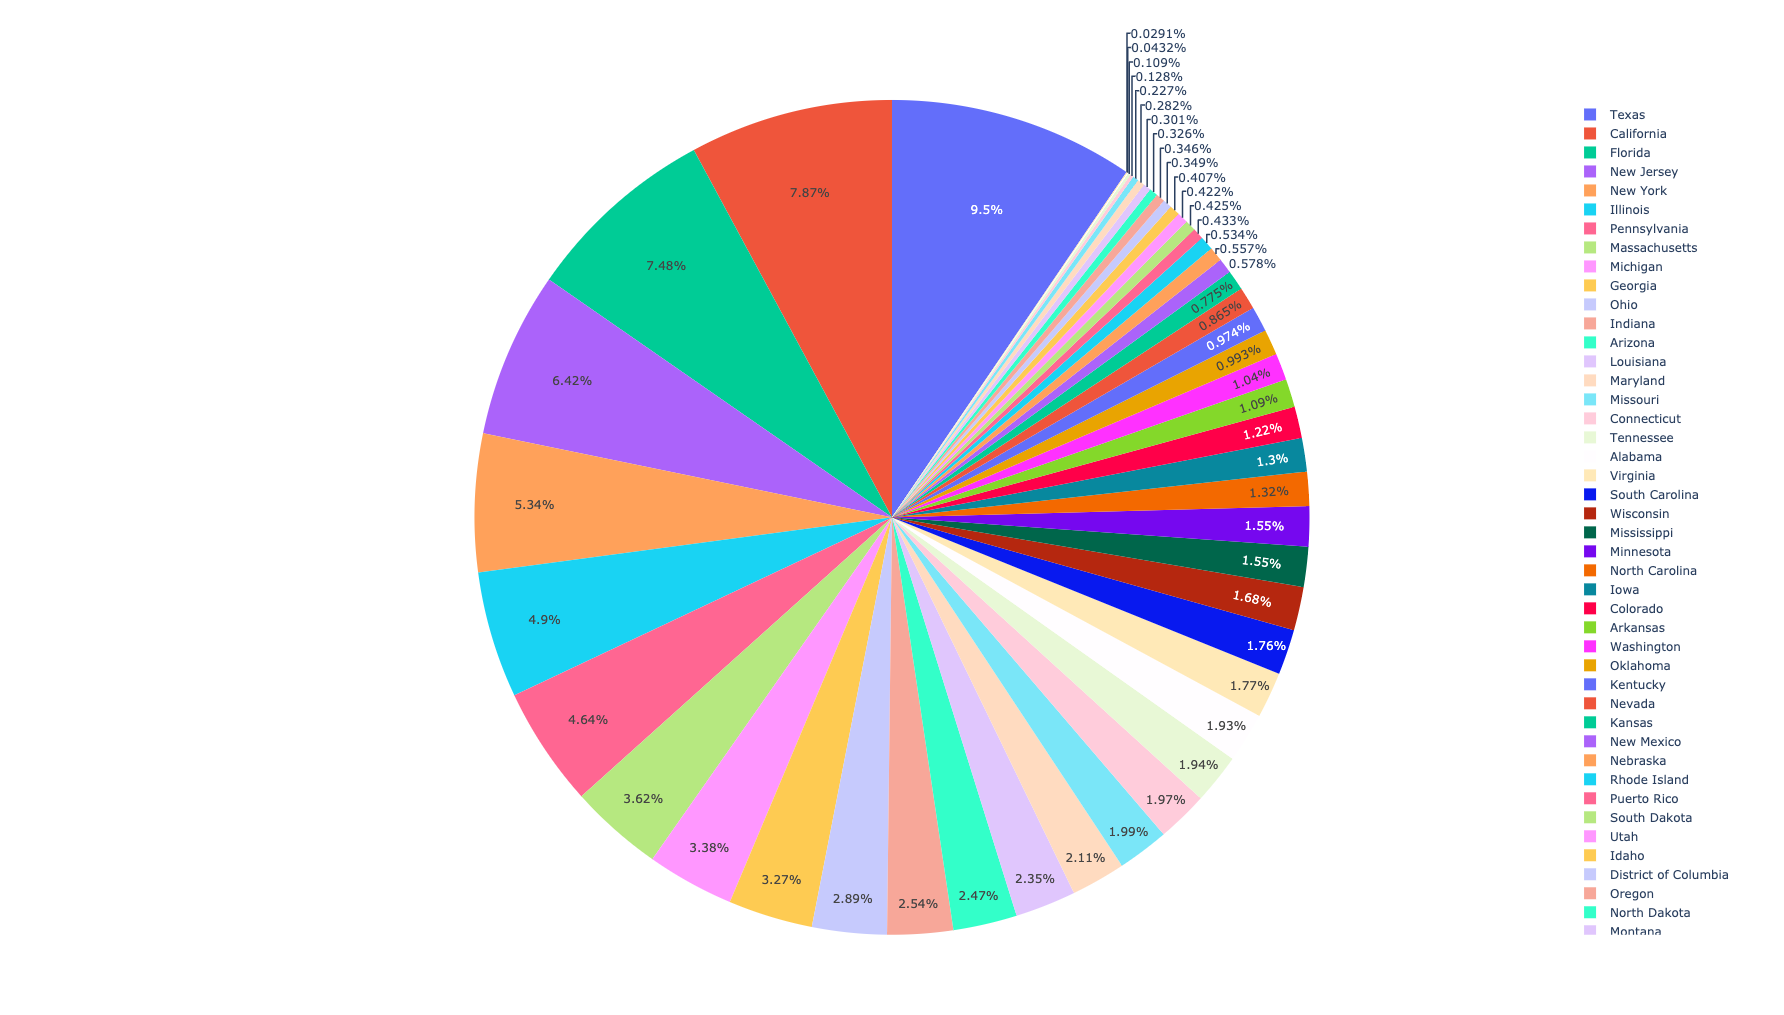 0.0291%
0.0432%
0.109%
0.128%
0.227%
0.282%
0.301%
0.326%
0.346%
0.349%
0.407%
0.422%
0.425%
0.433%
0.534%
0.557%
0.578%
0.775%
0.865%
0.974%
0.993%
1.04%
1.09%
1.22%
1.3%
1.32%
1.55%
1.55%
1.68%
1.76%
1.77%
1.93%
1.94%
1.97%
1.99%
2.11%
2.35%
2.47%
2.54%
2.89%
3.27%
3.38%
3.62%
4.64%
4.9%
5.34%
6.42%
7.48%
7.87%
9.5%
Texas
California
Florida
New Jersey
New York
Illinois
Pennsylvania
Massachusetts
Michigan
Georgia
Ohio
Indiana
Arizona
Louisiana
Maryland
Missouri
Connecticut
Tennessee
Alabama
Virginia
South Carolina
Wisconsin
Mississippi
Minnesota
North Carolina
Iowa
Colorado
Arkansas
Washington
Oklahoma
Kentucky
Nevada
Kansas
New Mexico
Nebraska
Rhode Island
Puerto Rico
South Dakota
Utah
Idaho
District of Columbia
Oregon
North Dakota
Montana